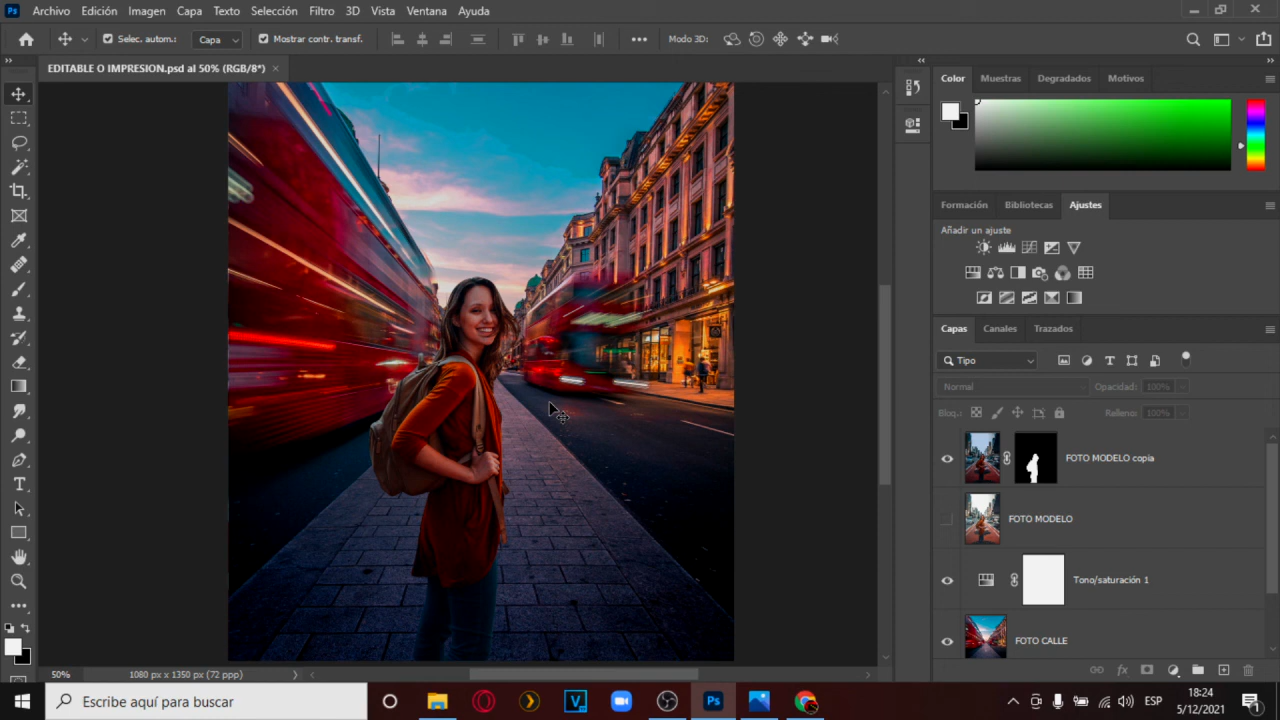 Ps Archivo Edición Imagen Capa Texto Selección Filtro 3D Vista Ventana Ayuda
Selec. autom.: Capa Mostrar contr. transf. Modo 3D:
EDITABLE O IMPRESION.psd al 50% (RGB/8*)
Color Muestras Degradados Motivos
Formación Bibliotecas Ajustes
Añadir un ajuste
Capas Canales Trazados
Tipo
Normal Opacidad: 100%
Bloq.: Relleno: 100%
FOTO MODELO copia
FOTO MODELO
Tono/saturación 1
FOTO CALLE
50% 1080 px x 1350 px (72 ppp)
Escribe aquí para buscar
Ps
ESP
18:24
5/12/2021
1